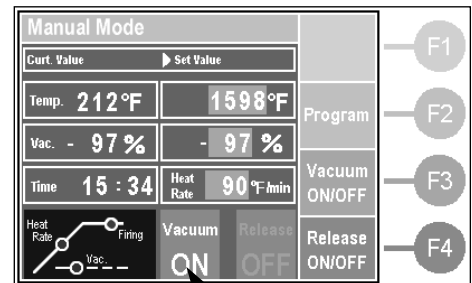 Manual Mode
Curt. Value Set Value
Temp. 212°F 1598°F
Vac. - 97 % - 97 %
Time 15 : 34 Heat Rate 90 °F/min
Heat Rate Firing Vac.
Vacuum ON
Release OFF
F1
Program F2
Vacuum ON/OFF F3
Release ON/OFF F4